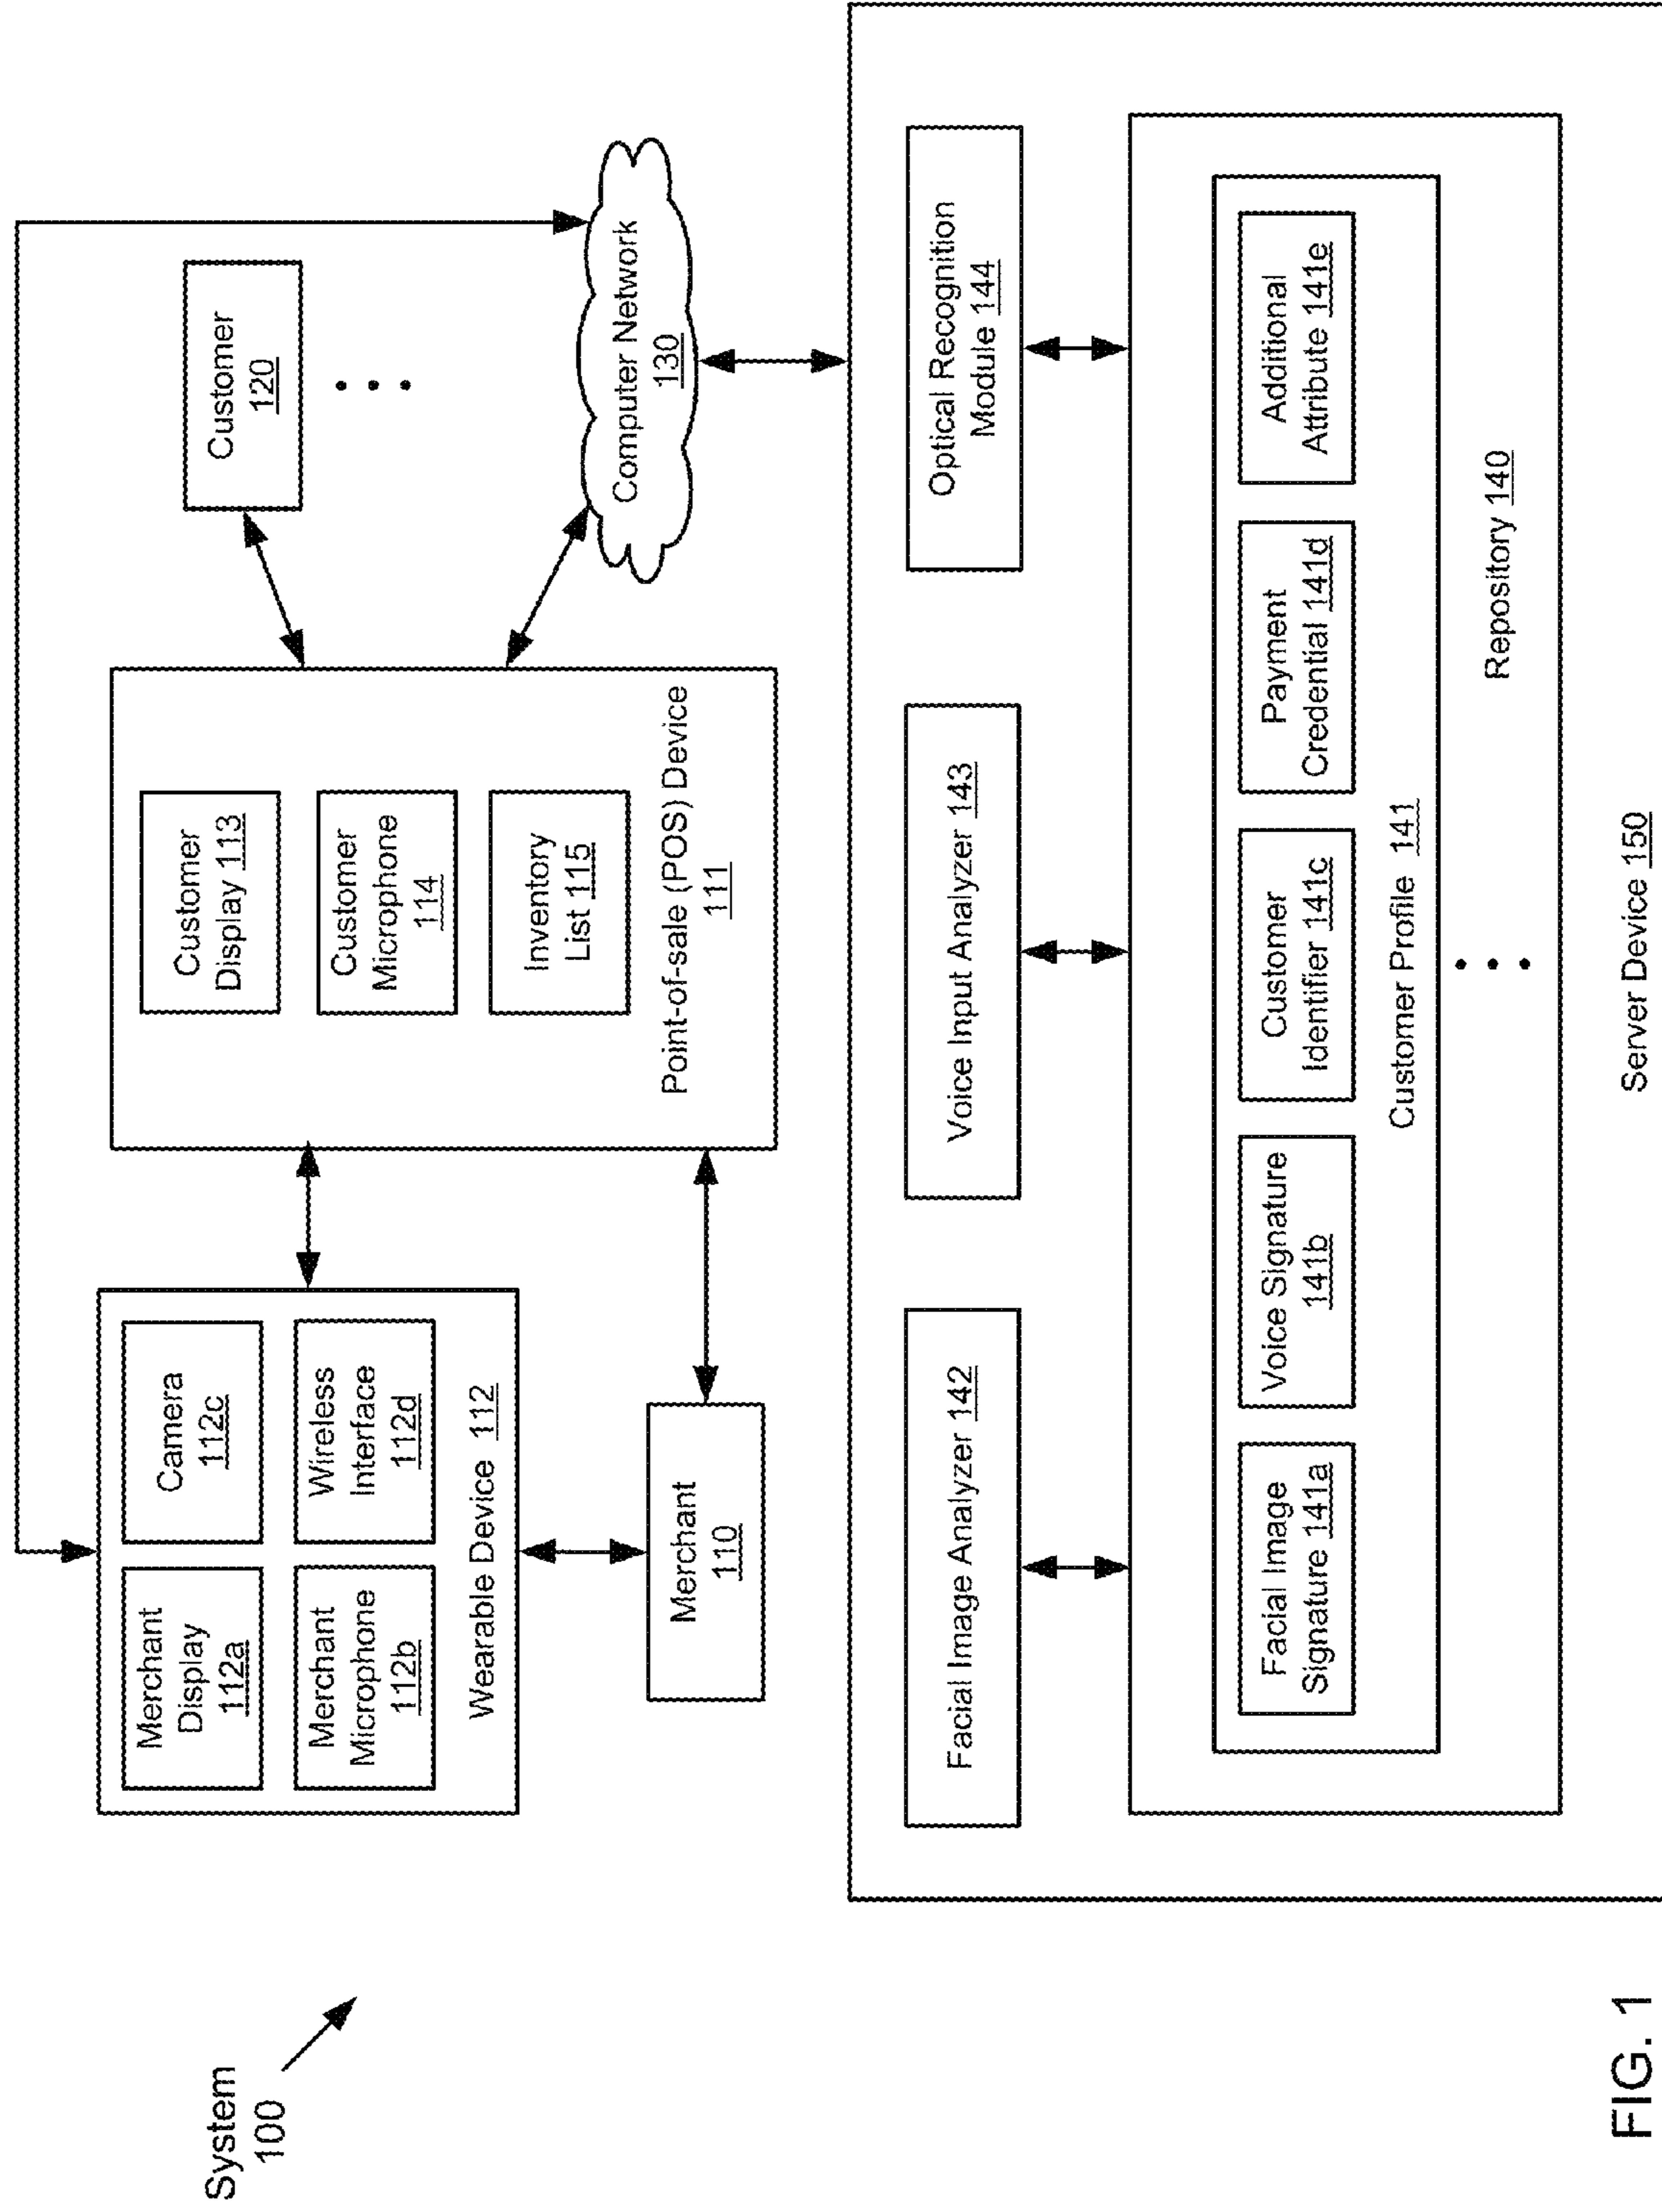 System
100
Merchant
Display
112a
Camera
112c
Merchant
Microphone
112b
Wireless
Interface
112d
Wearable Device 112
Merchant
110
Customer
Display 113
Customer
Microphone
114
Inventory
List 115
Point-of-sale (POS) Device
111
Customer
120
Computer Network
130
Facial Image Analyzer 142
Voice Input Analyzer 143
Optical Recognition
Module 144
Facial Image
Signature 141a
Voice Signature
141b
Customer
Identifier 141c
Payment
Credential 141d
Additional
Attribute 141e
Customer Profile 141
Repository 140
Server Device 150
FIG. 1